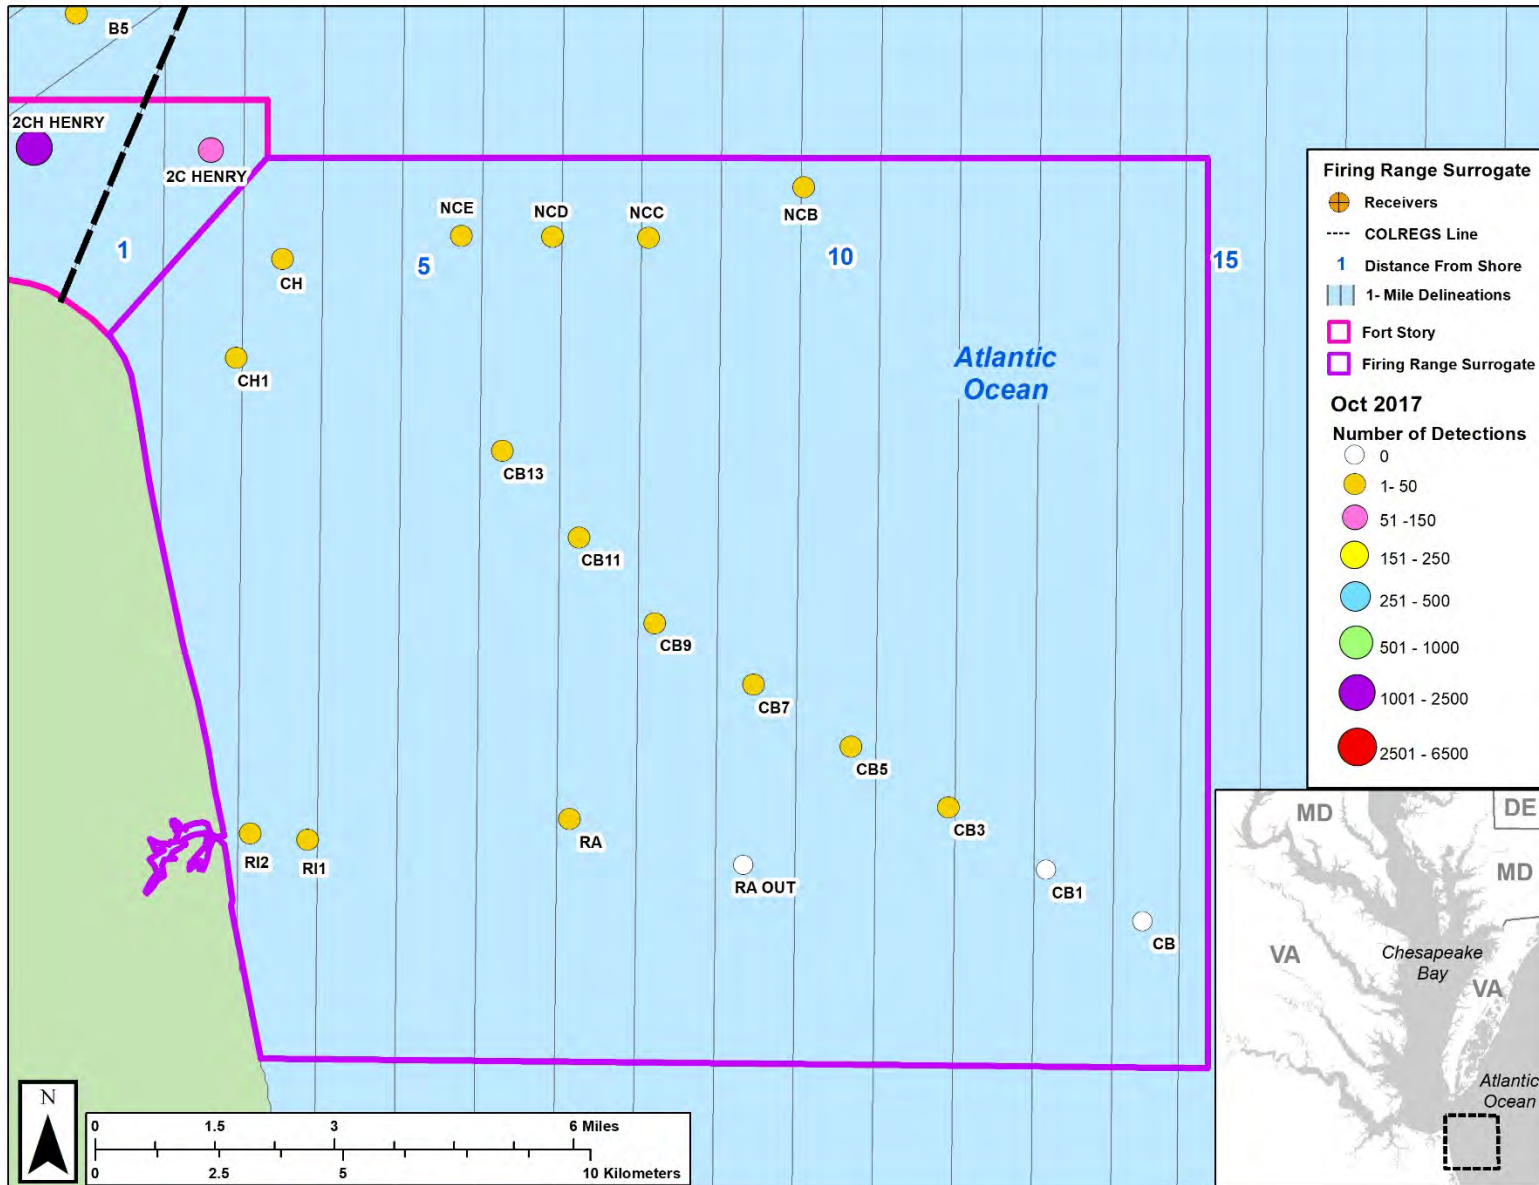 B5
2CH HENRY
2C HENRY
1
CH
CH1
NCE
NCD
NCC
NCB
5
10
15
Atlantic
Ocean
CB13
CB11
CB9
CB7
CB5
CB3
CB1
CB
RI2
RI1
RA
RA OUT
Firing Range Surrogate
Receivers
COLREGS Line
1 Distance From Shore
1- Mile Delineations
Fort Story
Firing Range Surrogate
Oct 2017
Number of Detections
0
1- 50
51 -150
151 - 250
251 - 500
501 - 1000
1001 - 2500
2501 - 6500
MD
DE
MD
VA
Chesapeake
Bay
VA
Atlantic
Ocean
N
0 1.5 3 6 Miles
0 2.5 5 10 Kilometers